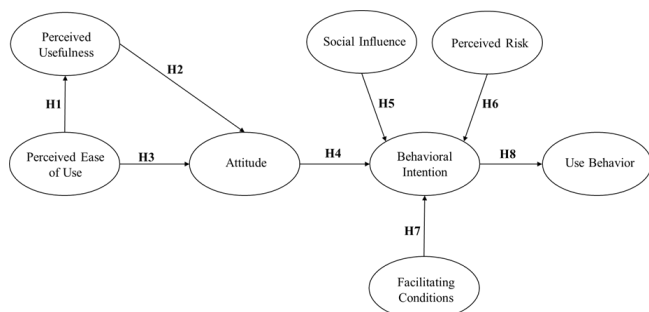 Perceived
Usefulness
Social Influence
Perceived Risk
H2
H1
H5
H6
Perceived Ease
of Use
H3
Attitude
H4
Behavioral
Intention
H8
Use Behavior
H7
Facilitating
Conditions